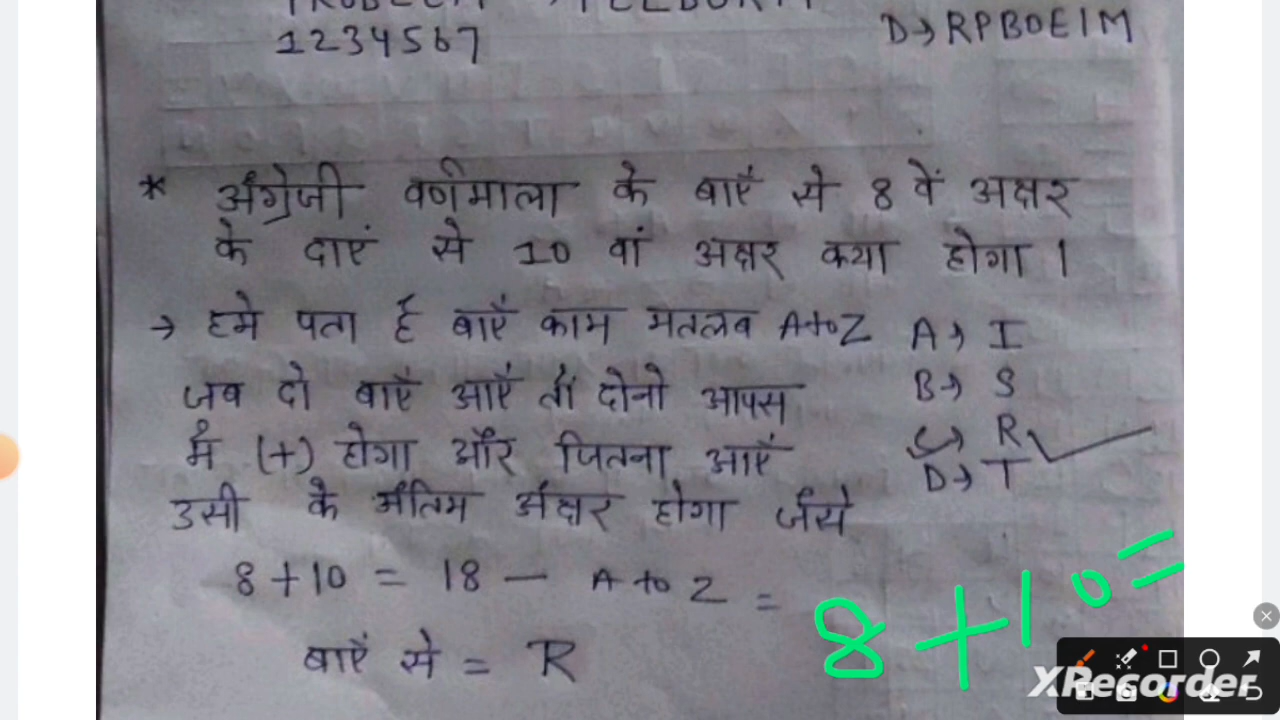 1234567
D→RPBOEIM
* अंग्रेजी वर्णमाला के बाएँ से 8 वें अक्षर
के दाएं से 10 वां अक्षर क्या होगा।
→ हमे पता है बाएँ काम मतलब A to Z
जब दो बाएँ आएँ तो दोनो आपस
में (+) होगा और जितना आएँ
उसी के अंतिम अक्षर होगा जैसे
8+10 = 18 — A to Z =
बाएँ से = R
A→ I
B→ S
C→ R
D→ T
8+10=
XRecorder